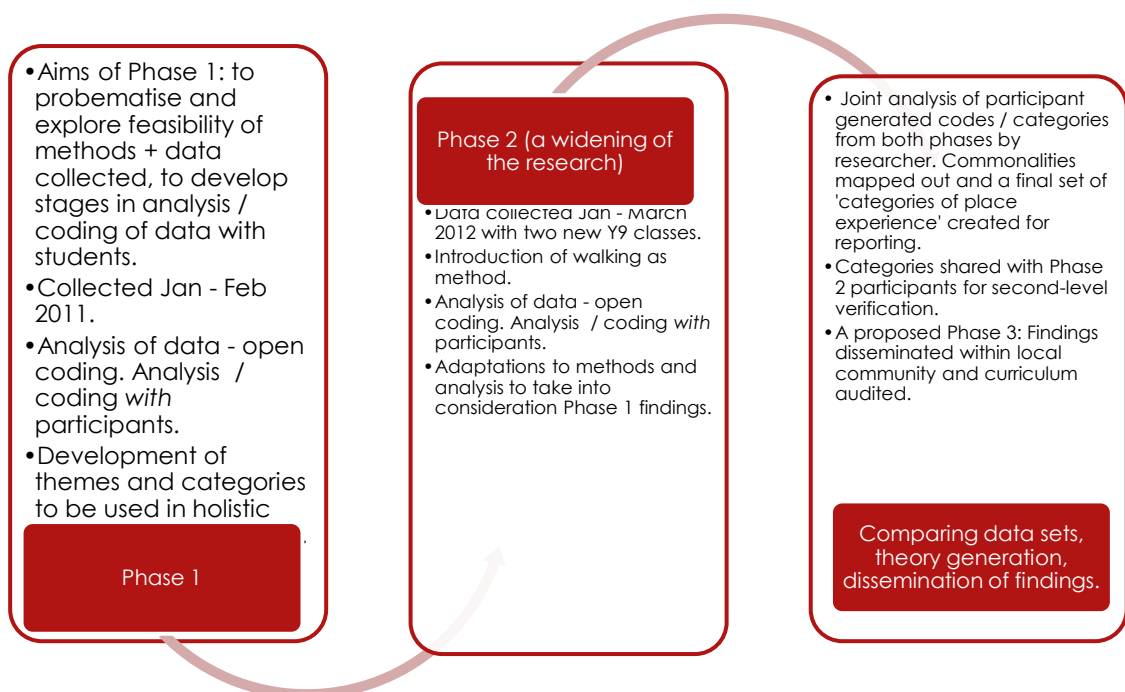 •Aims of Phase 1: to
probematise and
explore feasibility of
methods + data
collected, to develop
stages in analysis /
coding of data with
students.
•Collected Jan - Feb
2011.
•Analysis of data - open
coding. Analysis /
coding with
participants.
•Development of
themes and categories
to be used in holistic
Phase 1
Phase 2 (a widening of
the research)
•Data collected Jan - March
2012 with two new Y9 classes.
•Introduction of walking as
method.
•Analysis of data - open
coding. Analysis / coding with
participants.
•Adaptations to methods and
analysis to take into
consideration Phase 1 findings.
• Joint analysis of participant
generated codes / categories
from both phases by
researcher. Commonalities
mapped out and a final set of
'categories of place
experience' created for
reporting.
•Categories shared with Phase
2 participants for second-level
verification.
•A proposed Phase 3: Findings
disseminated within local
community and curriculum
audited.
Comparing data sets,
theory generation,
dissemination of findings.